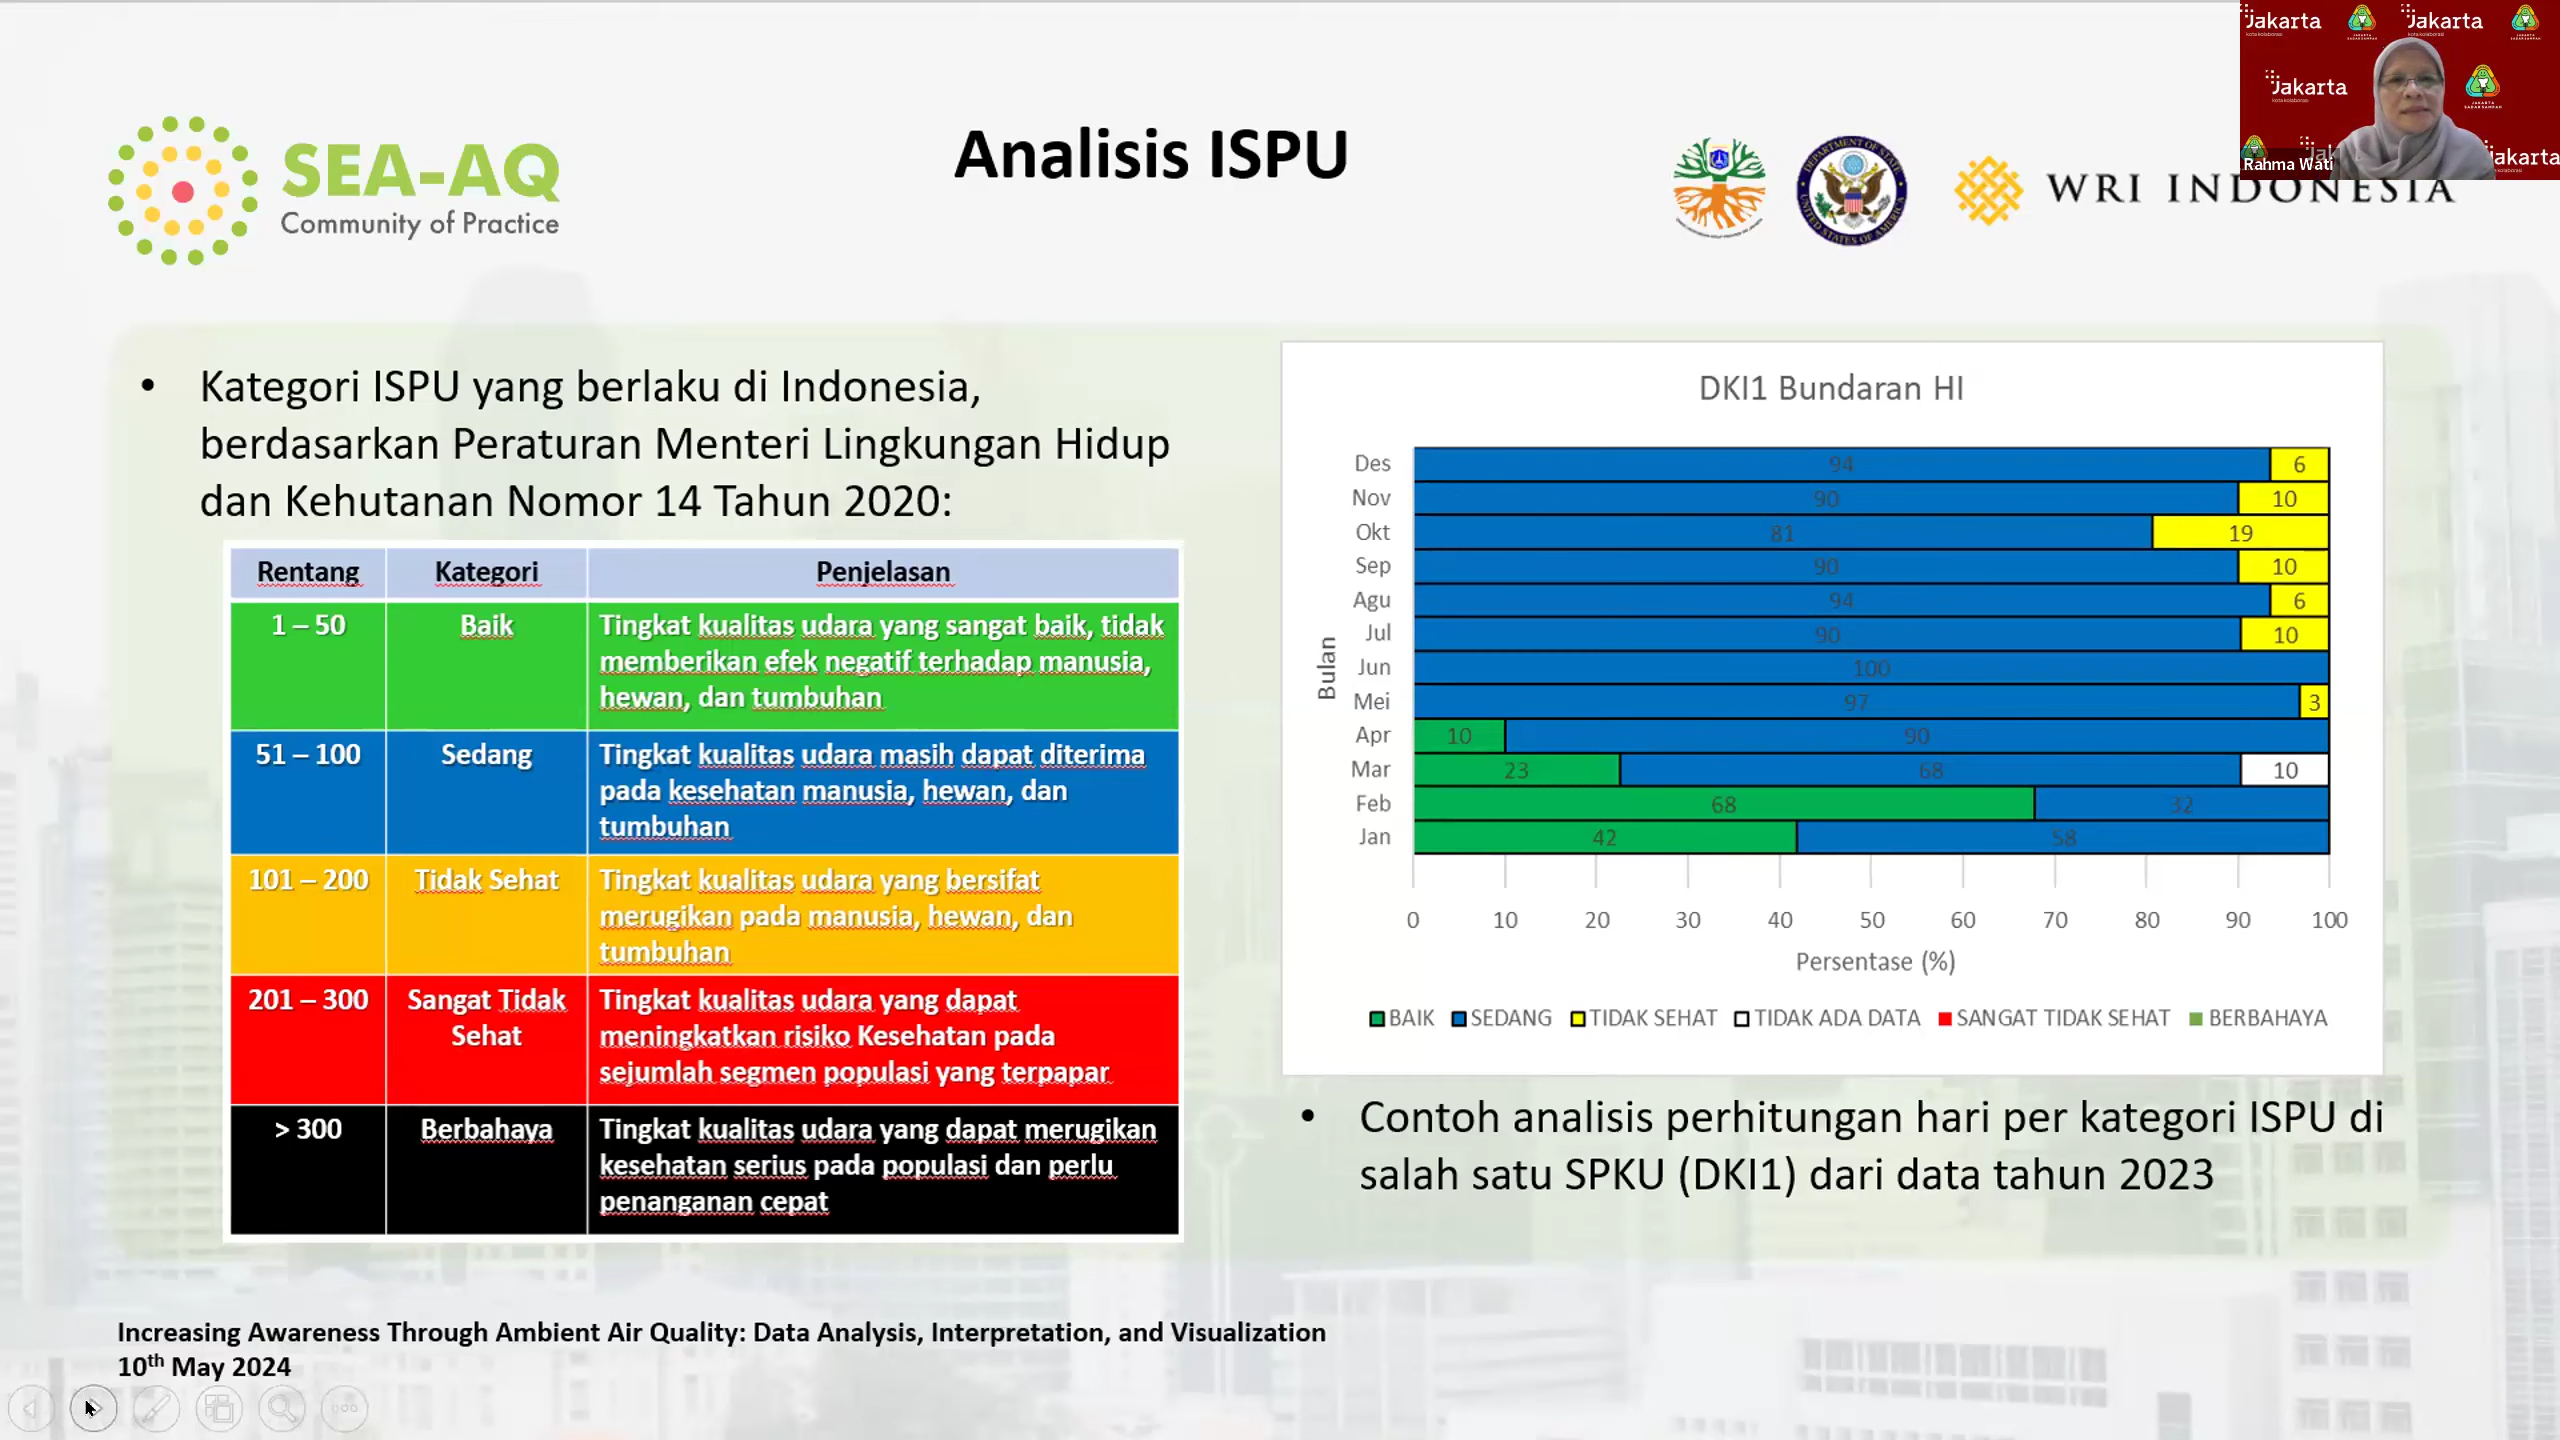 Jakarta
Jakarta
Jakarta
Rahma Wati
Jakarta
SEA-AQ
Community of Practice
Analisis ISPU
DEPARTMENT OF STATE
UNITED STATES OF AMERICA
WRI INDONESIA
• Kategori ISPU yang berlaku di Indonesia,
berdasarkan Peraturan Menteri Lingkungan Hidup
dan Kehutanan Nomor 14 Tahun 2020:
Rentang Kategori Penjelasan
1 – 50 Baik Tingkat kualitas udara yang sangat baik, tidak
memberikan efek negatif terhadap manusia,
hewan, dan tumbuhan
51 – 100 Sedang Tingkat kualitas udara masih dapat diterima
pada kesehatan manusia, hewan, dan
tumbuhan
101 – 200 Tidak Sehat Tingkat kualitas udara yang bersifat
merugikan pada manusia, hewan, dan
tumbuhan
201 – 300 Sangat Tidak Sehat Tingkat kualitas udara yang dapat
meningkatkan risiko Kesehatan pada
sejumlah segmen populasi yang terpapar
> 300 Berbahaya Tingkat kualitas udara yang dapat merugikan
kesehatan serius pada populasi dan perlu
penanganan cepat
DKI1 Bundaran HI
Bulan
Des 94 6
Nov 90 10
Okt 81 19
Sep 90 10
Agu 94 6
Jul 90 10
Jun 100
Mei 97 3
Apr 10 90
Mar 23 68 10
Feb 68 32
Jan 42 58
0 10 20 30 40 50 60 70 80 90 100
Persentase (%)
BAIK SEDANG TIDAK SEHAT TIDAK ADA DATA SANGAT TIDAK SEHAT BERBAHAYA
• Contoh analisis perhitungan hari per kategori ISPU di
salah satu SPKU (DKI1) dari data tahun 2023
Increasing Awareness Through Ambient Air Quality: Data Analysis, Interpretation, and Visualization
10th May 2024